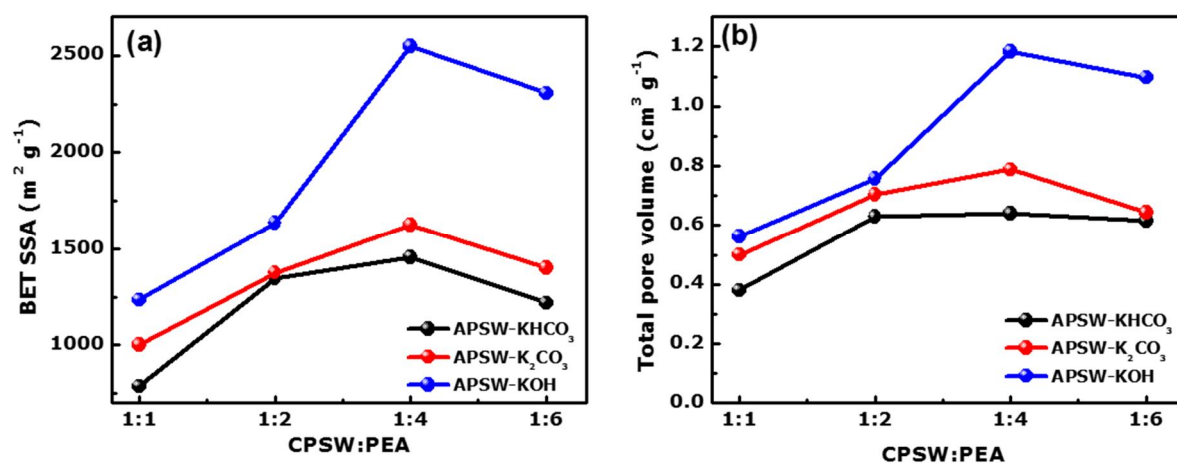 (a)
BET SSA (m² g⁻¹)
2500
2000
1500
1000
APSW-KHCO₃
APSW-K₂CO₃
APSW-KOH
1:1 1:2 1:4 1:6
CPSW:PEA
(b)
Total pore volume (cm³ g⁻¹)
1.2
1.0
0.8
0.6
0.4
0.2
0.0
APSW-KHCO₃
APSW-K₂CO₃
APSW-KOH
1:1 1:2 1:4 1:6
CPSW:PEA